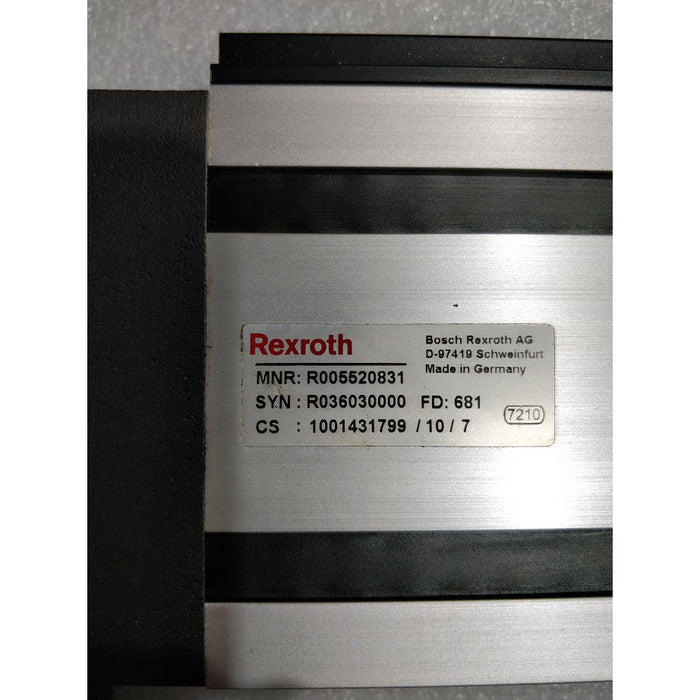 Rexroth
Bosch Rexroth AG
D-97419 Schweinfurt
Made in Germany
MNR: R005520831
SYN : R036030000 FD: 681
7210
CS : 1001431799 / 10 / 7